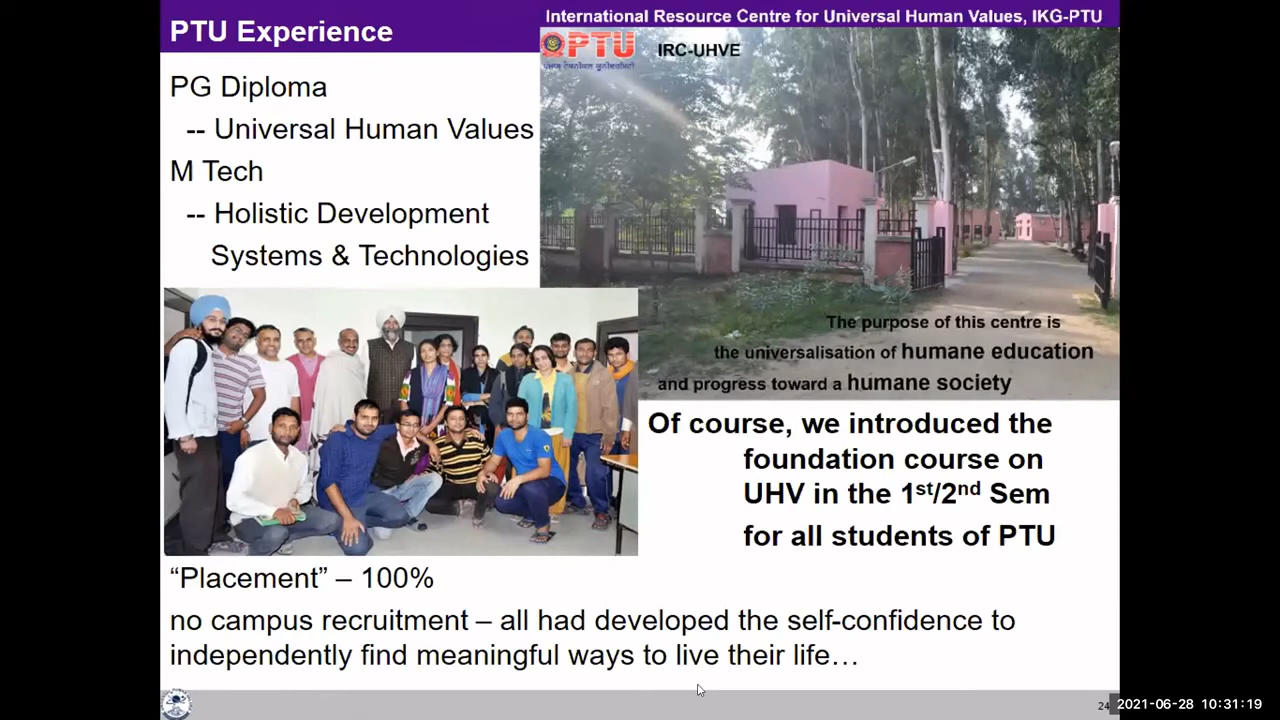 PTU Experience
International Resource Centre for Universal Human Values, IKG-PTU
PTU
IRC-UHVE
ਪੰਜਾਬ ਟੈਕਨੀਕਲ ਯੂਨੀਵਰਸਿਟੀ
PG Diploma
-- Universal Human Values
M Tech
-- Holistic Development
Systems & Technologies
The purpose of this centre is
the universalisation of humane education
and progress toward a humane society
Of course, we introduced the
foundation course on
UHV in the 1st/2nd Sem
for all students of PTU
“Placement” – 100%
no campus recruitment – all had developed the self-confidence to
independently find meaningful ways to live their life…
24
2021-06-28 10:31:19